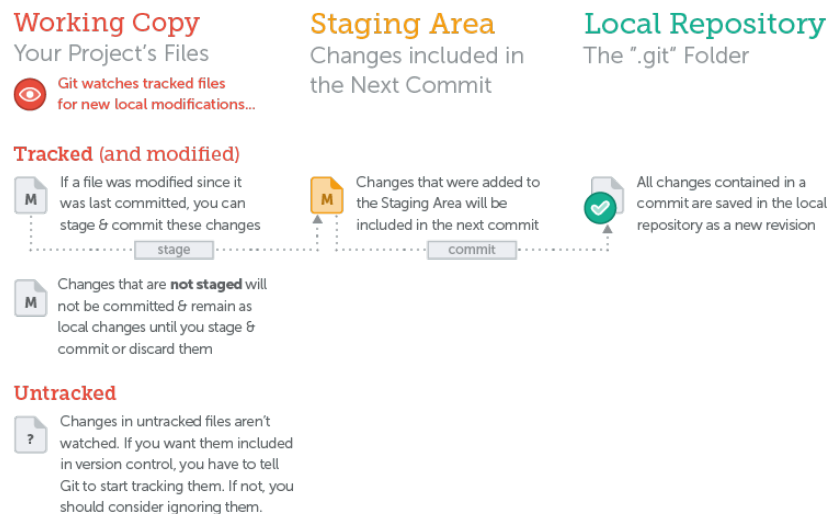 Working Copy
Your Project's Files
Git watches tracked files
for new local modifications...
Staging Area
Changes included in
the Next Commit
Local Repository
The ".git" Folder
Tracked (and modified)
M
If a file was modified since it
was last committed, you can
stage & commit these changes
stage
M
Changes that were added to
the Staging Area will be
included in the next commit
commit
All changes contained in a
commit are saved in the local
repository as a new revision
M
Changes that are not staged will
not be committed & remain as
local changes until you stage &
commit or discard them
Untracked
?
Changes in untracked files aren't
watched. If you want them included
in version control, you have to tell
Git to start tracking them. If not, you
should consider ignoring them.